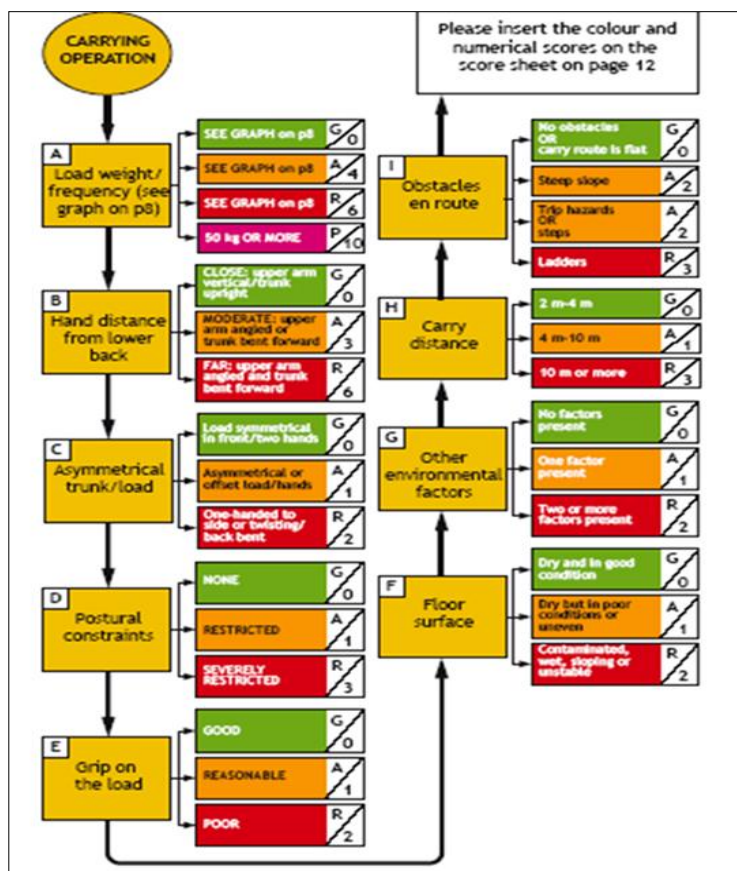 CARRYING
OPERATION
A
Load weight/
frequency (see
graph on p8)
SEE GRAPH on p8 G/0
SEE GRAPH on p8 A/4
SEE GRAPH on p8 R/6
50 kg OR MORE P/10
B
Hand distance
from lower
back
CLOSE: upper arm
vertical/trunk
upright
G/0
MODERATE: upper
arm angled or
trunk bent forward
A/3
FAR: upper arm
angled and trunk
bent forward
R/6
C
Asymmetrical
trunk/load
Load symmetrical
in front/two hands
G/0
Asymmetrical or
offset load/hands
A/1
One-handed to
side or twisting/
back bent
R/2
D
Postural
constraints
NONE G/0
RESTRICTED A/1
SEVERELY
RESTRICTED
R/3
E
Grip on
the load
GOOD G/0
REASONABLE A/1
POOR R/2
F
Floor
surface
Dry and in good
condition
G/0
Dry but in poor
conditions or
uneven
A/1
Contaminated,
wet, sloping or
unstable
R/2
G
Other
environmental
factors
No factors
present
G/0
One factor
present
A/1
Two or more
factors present
R/2
H
Carry
distance
2 m-4 m G/0
4 m-10 m A/1
10 m or more R/3
I
Obstacles
en route
No obstacles
OR
carry route is flat
G/0
Steep slope A/2
Trip hazards
OR
steps
A/2
Ladders R/3
Please insert the colour and
numerical scores on the
score sheet on page 12